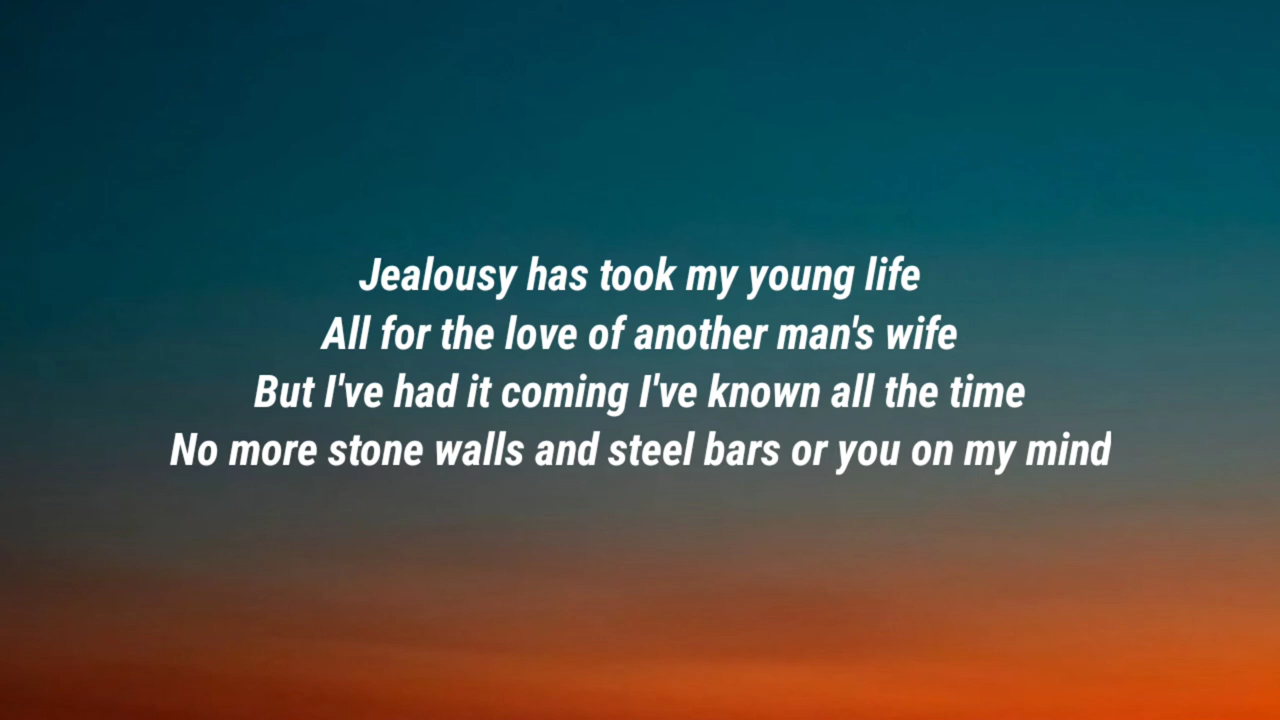 Jealousy has took my young life
All for the love of another man's wife
But I've had it coming I've known all the time
No more stone walls and steel bars or you on my mind